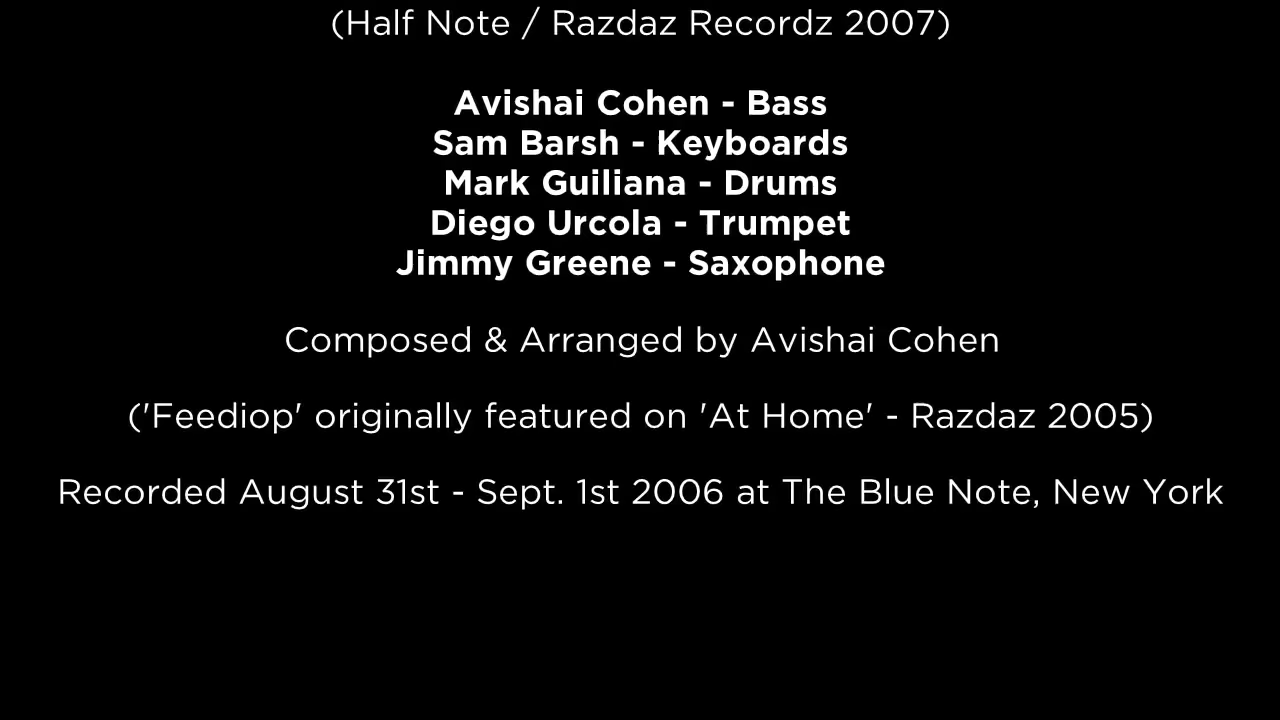 (Half Note / Razdaz Recordz 2007)
Avishai Cohen - Bass
Sam Barsh - Keyboards
Mark Guiliana - Drums
Diego Urcola - Trumpet
Jimmy Greene - Saxophone
Composed & Arranged by Avishai Cohen
('Feediop' originally featured on 'At Home' - Razdaz 2005)
Recorded August 31st - Sept. 1st 2006 at The Blue Note, New York